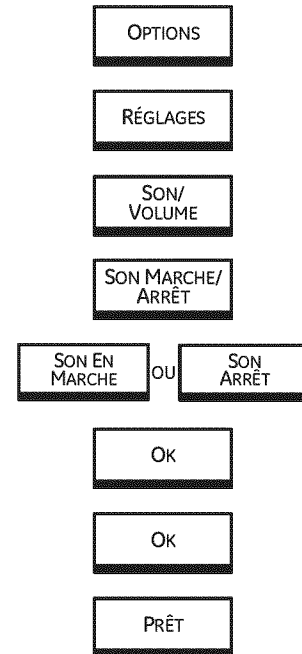 OPTIONS
RÉGLAGES
SON/
VOLUME
SON MARCHE/
ARRÊT
SON EN
MARCHE
OU
SON
ARRÊT
OK
OK
PRÊT